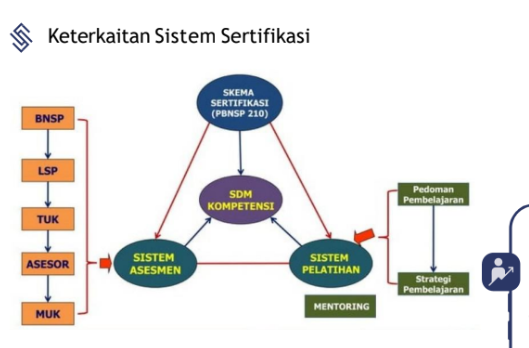 Keterkaitan Sistem Sertifikasi
SKEMA
SERTIFIKASI
(PBNSP 210)
BNSP
LSP
TUK
ASESOR
MUK
SDM
KOMPETENSI
SISTEM
ASESMEN
SISTEM
PELATIHAN
MENTORING
Pedoman
Pembelajaran
Strategi
Pembelajaran